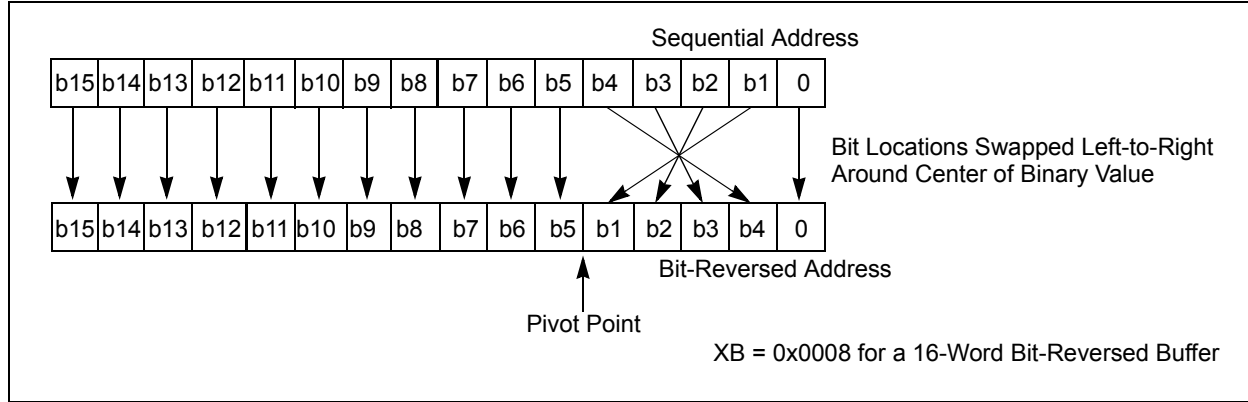 Sequential Address
b15 b14 b13 b12 b11 b10 b9 b8 b7 b6 b5 b4 b3 b2 b1 0
Bit Locations Swapped Left-to-Right
Around Center of Binary Value
b15 b14 b13 b12 b11 b10 b9 b8 b7 b6 b5 b1 b2 b3 b4 0
Bit-Reversed Address
Pivot Point
XB = 0x0008 for a 16-Word Bit-Reversed Buffer